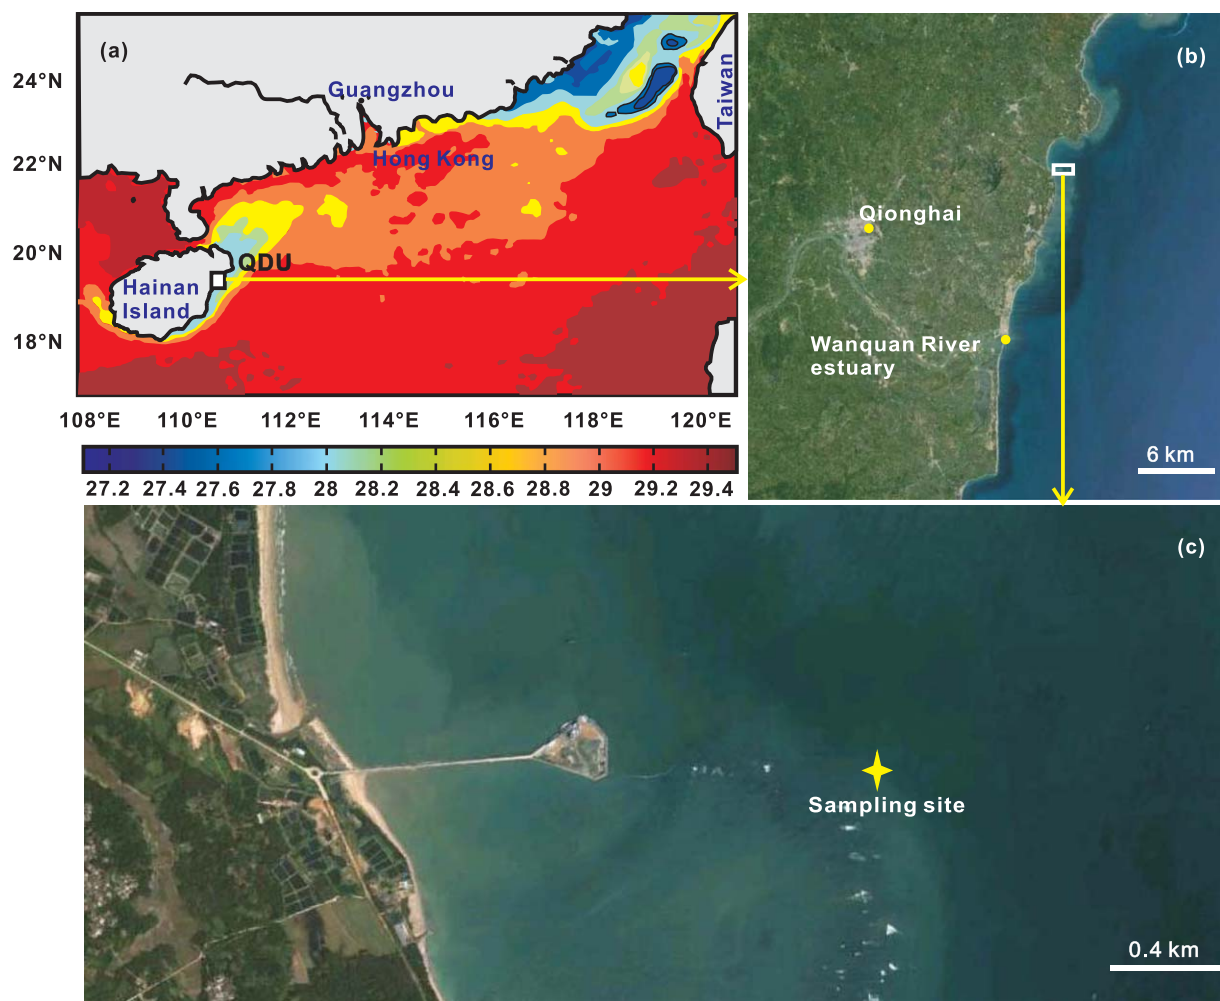 (a)
24°N
22°N
20°N
18°N
Guangzhou
Hong Kong
Taiwan
QDU
Hainan
Island
108°E 110°E 112°E 114°E 116°E 118°E 120°E
27.2 27.4 27.6 27.8 28 28.2 28.4 28.6 28.8 29 29.2 29.4
(b)
Qionghai
Wanquan River
estuary
6 km
(c)
Sampling site
0.4 km